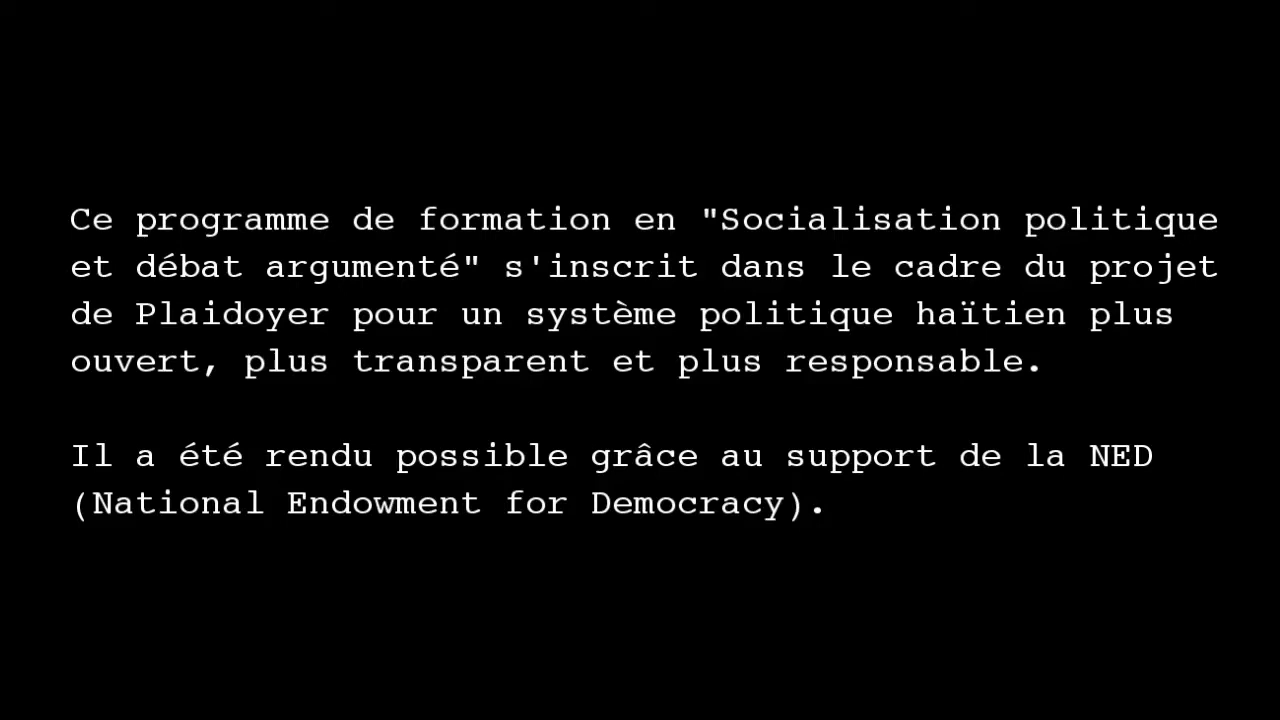 Ce programme de formation en "Socialisation politique
et débat argumenté" s'inscrit dans le cadre du projet
de Plaidoyer pour un système politique haïtien plus
ouvert, plus transparent et plus responsable.
Il a été rendu possible grâce au support de la NED
(National Endowment for Democracy).